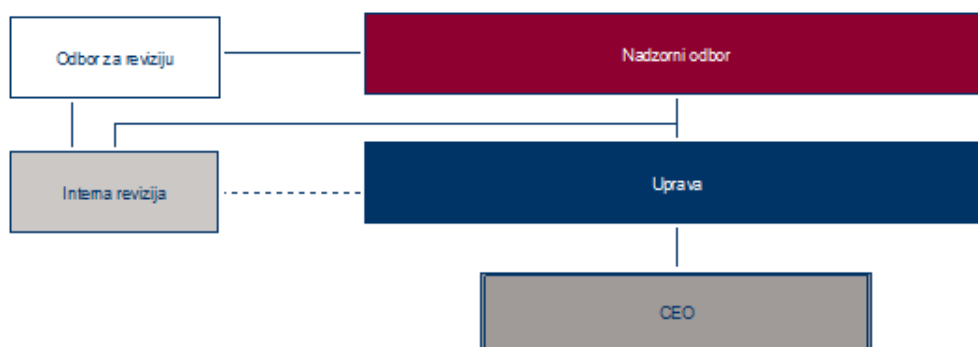 Odbor za reviziju
Nadzorni odbor
Interna revizija
Uprava
CEO